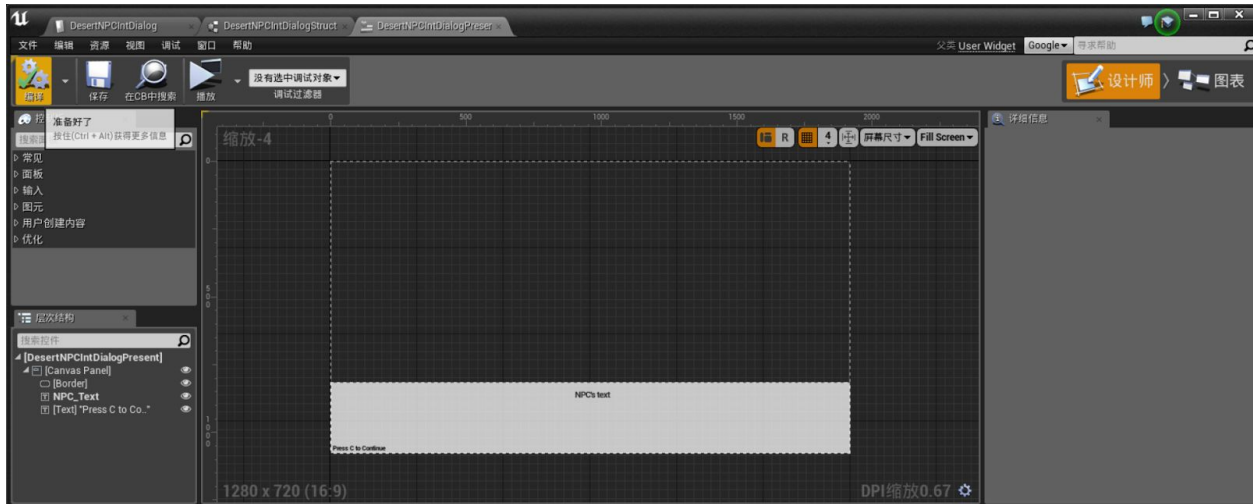 DesertNPCIntDialog
DesertNPCIntDialogStruct
DesertNPCIntDialogPreser
文件 编辑 资源 视图 调试 窗口 帮助
父类 User Widget
Google
寻求帮助
编译
保存
在CB中搜索
播放
没有选中调试对象
调试过滤器
设计师
图表
准备好了
按住(Ctrl + Alt)获得更多信息
常见
面板
输入
图元
用户创建内容
优化
0 500 1000 1500 2000
缩放-4
R
4
屏幕尺寸
Fill Screen
0
500
1000
NPC's text
Press C to Continue
1280 x 720 (16:9)
DPI缩放0.67
层次结构
搜索控件
[DesertNPCIntDialogPresent]
[Canvas Panel]
[Border]
NPC_Text
[Text] "Press C to Co.."
详细信息